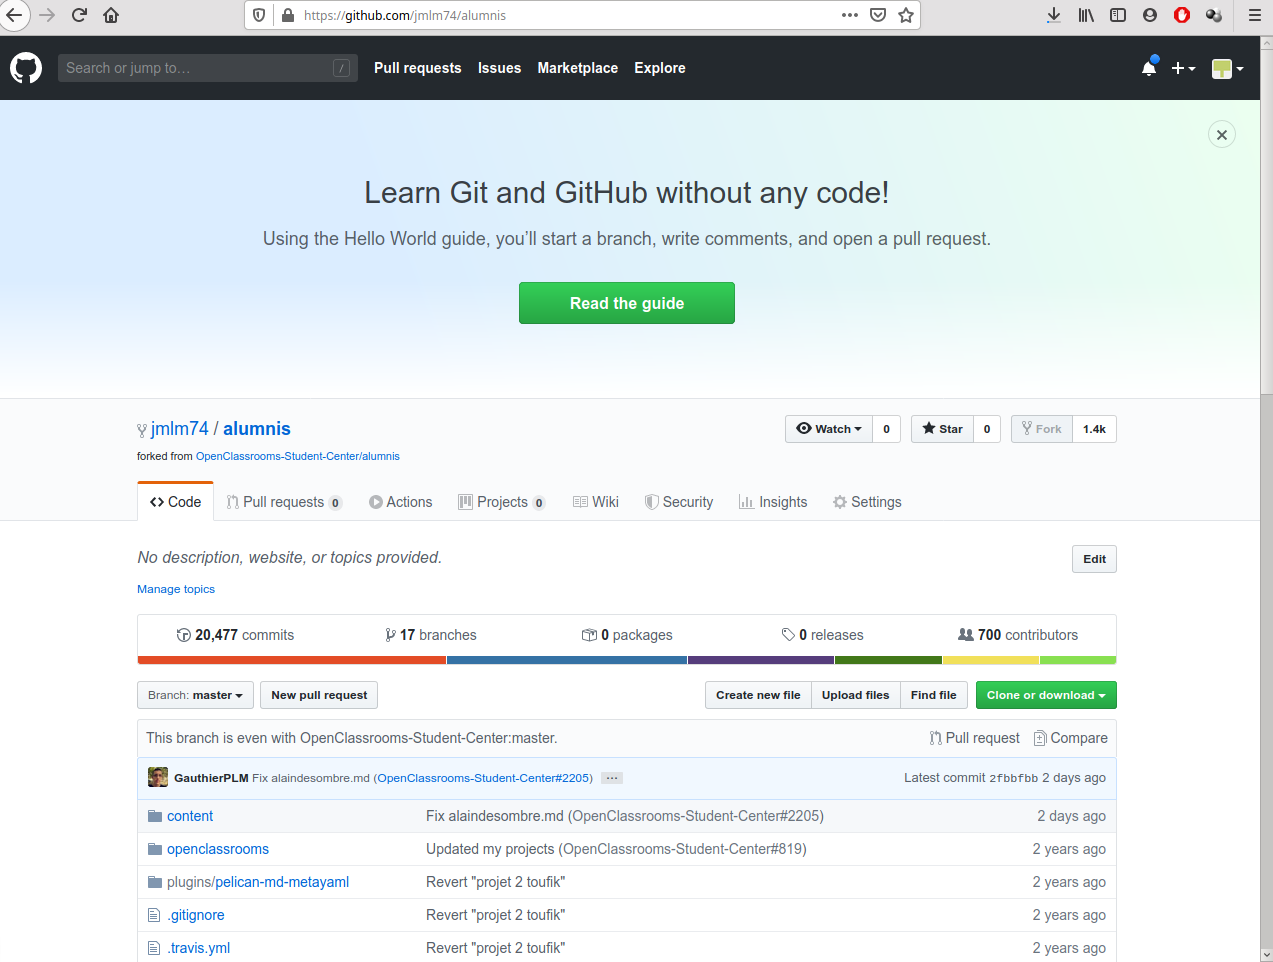 https://github.com/jmlm74/alumnis
Search or jump to… /
Pull requests Issues Marketplace Explore
Learn Git and GitHub without any code!
Using the Hello World guide, you’ll start a branch, write comments, and open a pull request.
Read the guide
jmlm74 / alumnis
Watch 0 Star 0 Fork 1.4k
forked from OpenClassrooms-Student-Center/alumnis
Code Pull requests 0 Actions Projects 0 Wiki Security Insights Settings
No description, website, or topics provided.
Edit
Manage topics
20,477 commits 17 branches 0 packages 0 releases 700 contributors
Branch: master New pull request Create new file Upload files Find file Clone or download
This branch is even with OpenClassrooms-Student-Center:master. Pull request Compare
GauthierPLM Fix alaindesombre.md (OpenClassrooms-Student-Center#2205) … Latest commit 2fbbfbb 2 days ago
content Fix alaindesombre.md (OpenClassrooms-Student-Center#2205) 2 days ago
openclassrooms Updated my projects (OpenClassrooms-Student-Center#819) 2 years ago
plugins/pelican-md-metayaml Revert "projet 2 toufik" 2 years ago
.gitignore Revert "projet 2 toufik" 2 years ago
.travis.yml Revert "projet 2 toufik" 2 years ago